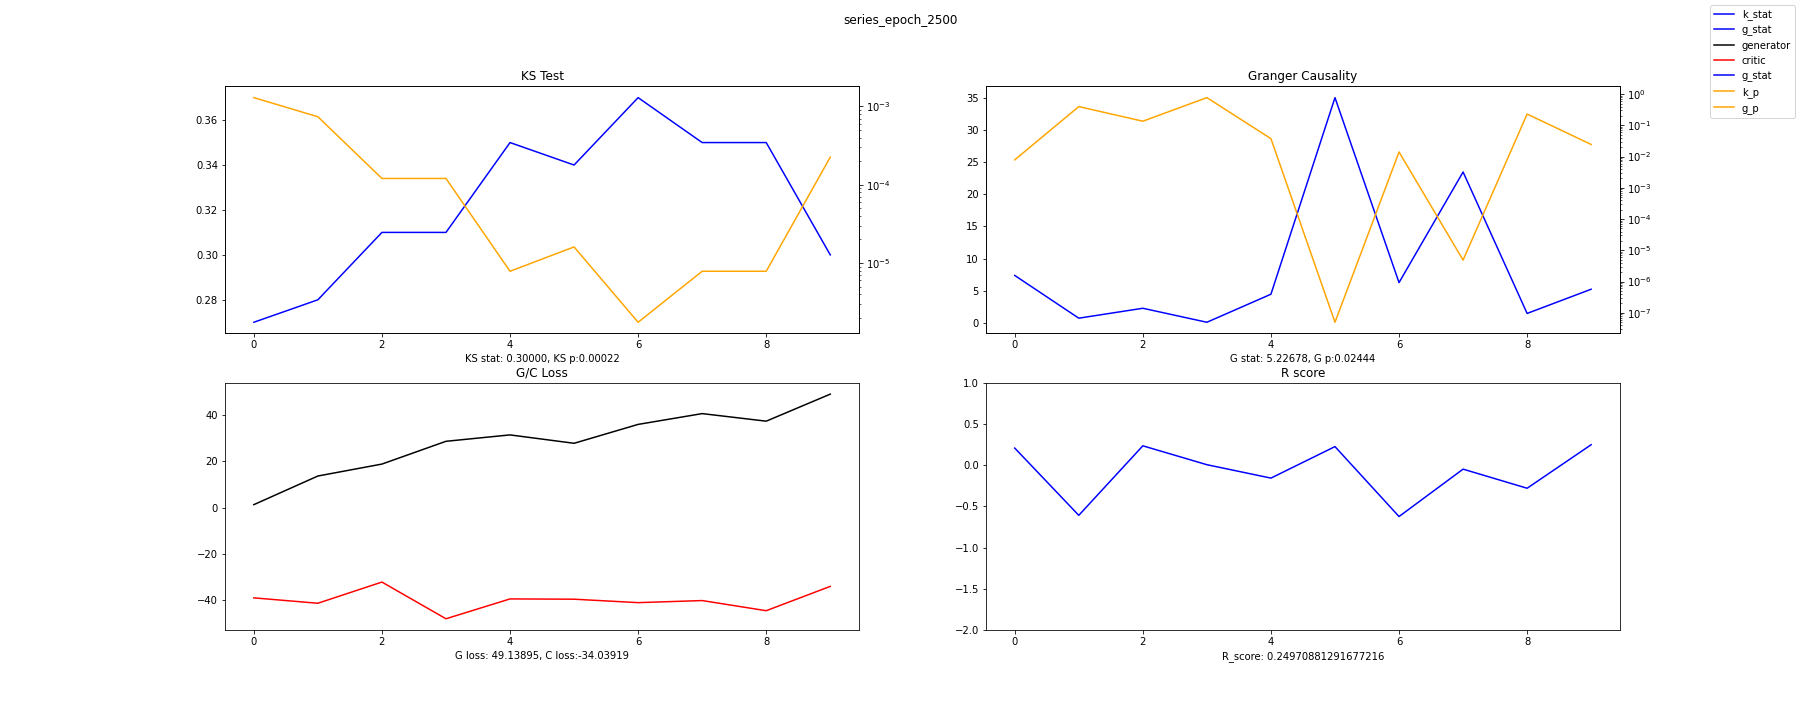 series_epoch_2500
k_stat
g_stat
generator
critic
g_stat
k_p
g_p
KS Test
0.36
0.34
0.32
0.30
0.28
10⁻³
10⁻⁴
10⁻⁵
0 2 4 6 8
KS stat: 0.30000, KS p:0.00022
Granger Causality
35
30
25
20
15
10
5
0
10⁰
10⁻¹
10⁻²
10⁻³
10⁻⁴
10⁻⁵
10⁻⁶
10⁻⁷
0 2 4 6 8
G stat: 5.22678, G p:0.02444
G/C Loss
40
20
0
−20
−40
0 2 4 6 8
G loss: 49.13895, C loss:-34.03919
R score
1.0
0.5
0.0
−0.5
−1.0
−1.5
−2.0
0 2 4 6 8
R_score: 0.24970881291677216